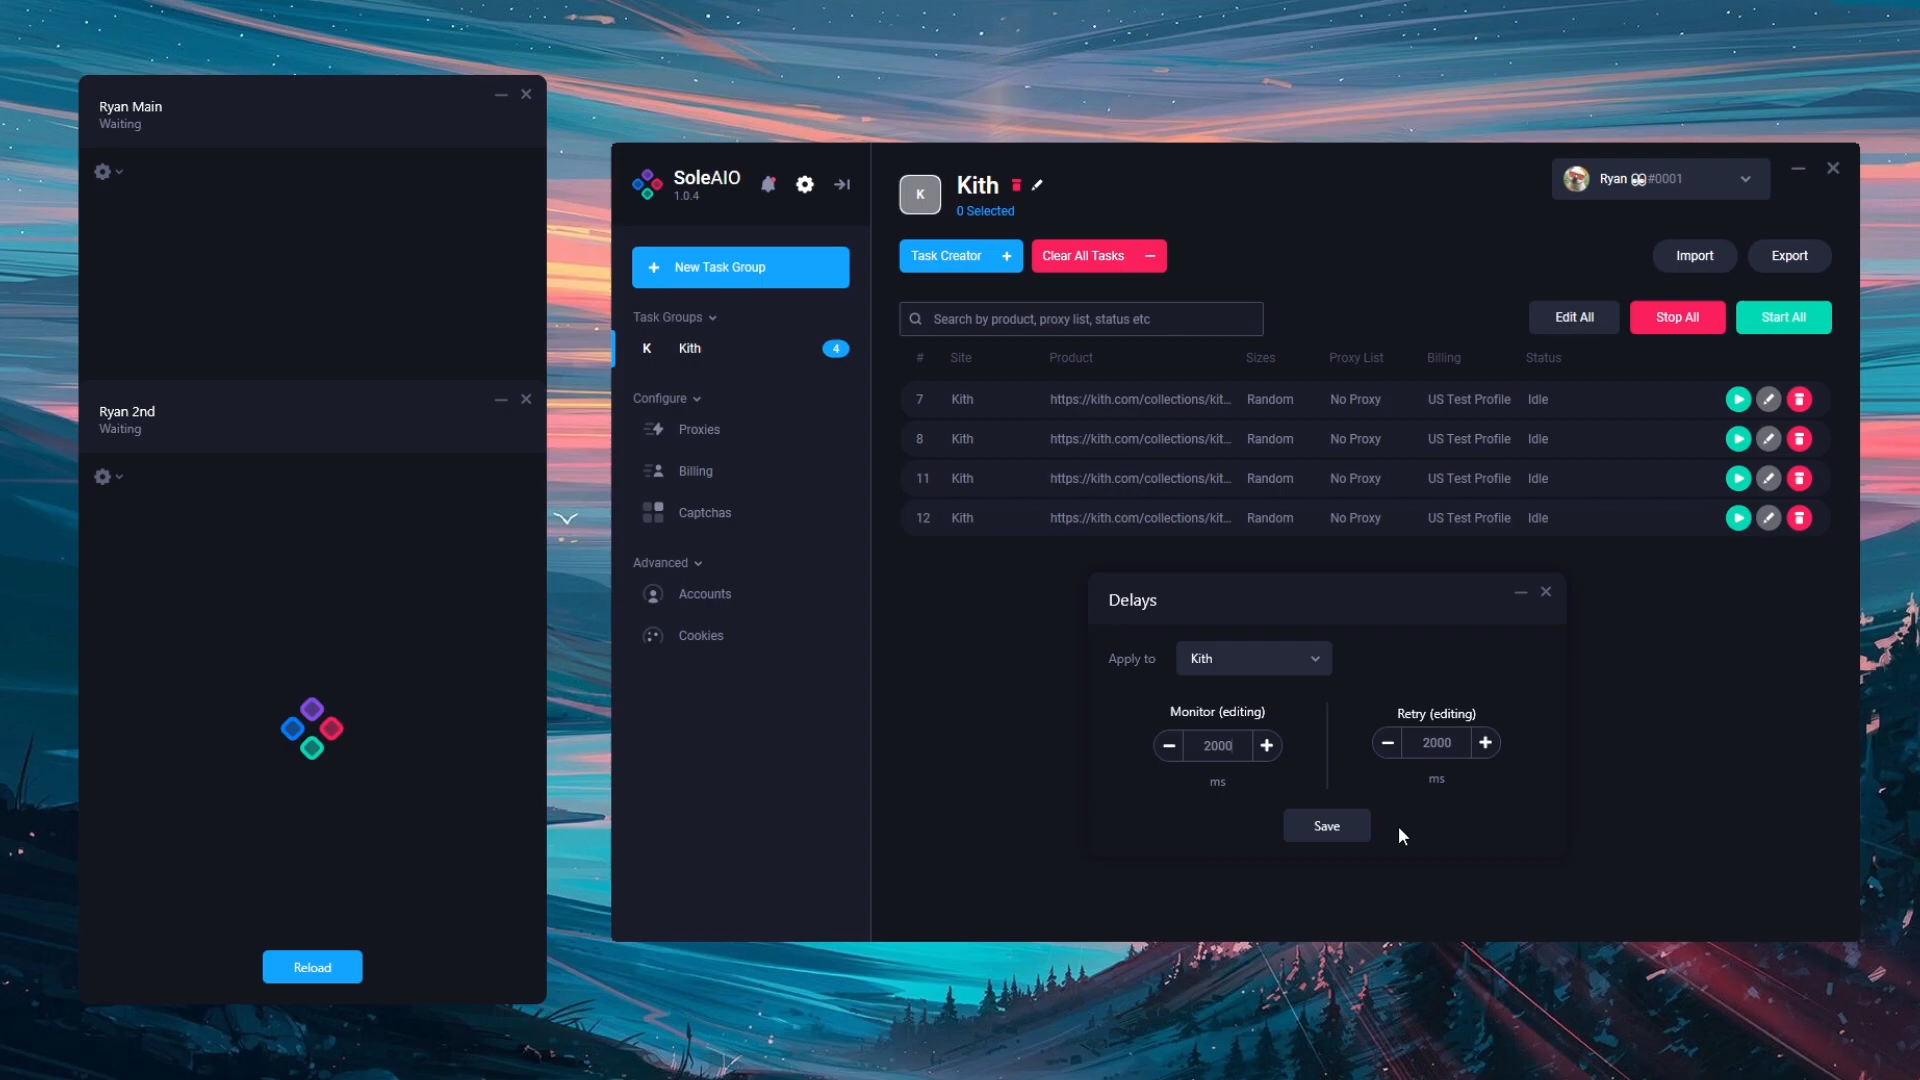 Ryan Main
Waiting
Ryan 2nd
Waiting
Reload
SoleAIO
1.0.4
+ New Task Group
Task Groups
K Kith 4
Configure
Proxies
Billing
Captchas
Advanced
Accounts
Cookies
K
Kith
0 Selected
Ryan 👀#0001
Task Creator +
Clear All Tasks −
Import
Export
Search by product, proxy list, status etc
Edit All
Stop All
Start All
# Site Product Sizes Proxy List Billing Status
7 Kith https://kith.com/collections/kit... Random No Proxy US Test Profile Idle
8 Kith https://kith.com/collections/kit... Random No Proxy US Test Profile Idle
11 Kith https://kith.com/collections/kit... Random No Proxy US Test Profile Idle
12 Kith https://kith.com/collections/kit... Random No Proxy US Test Profile Idle
Delays
Apply to Kith
Monitor (editing)
− 2000 +
ms
Retry (editing)
− 2000 +
ms
Save